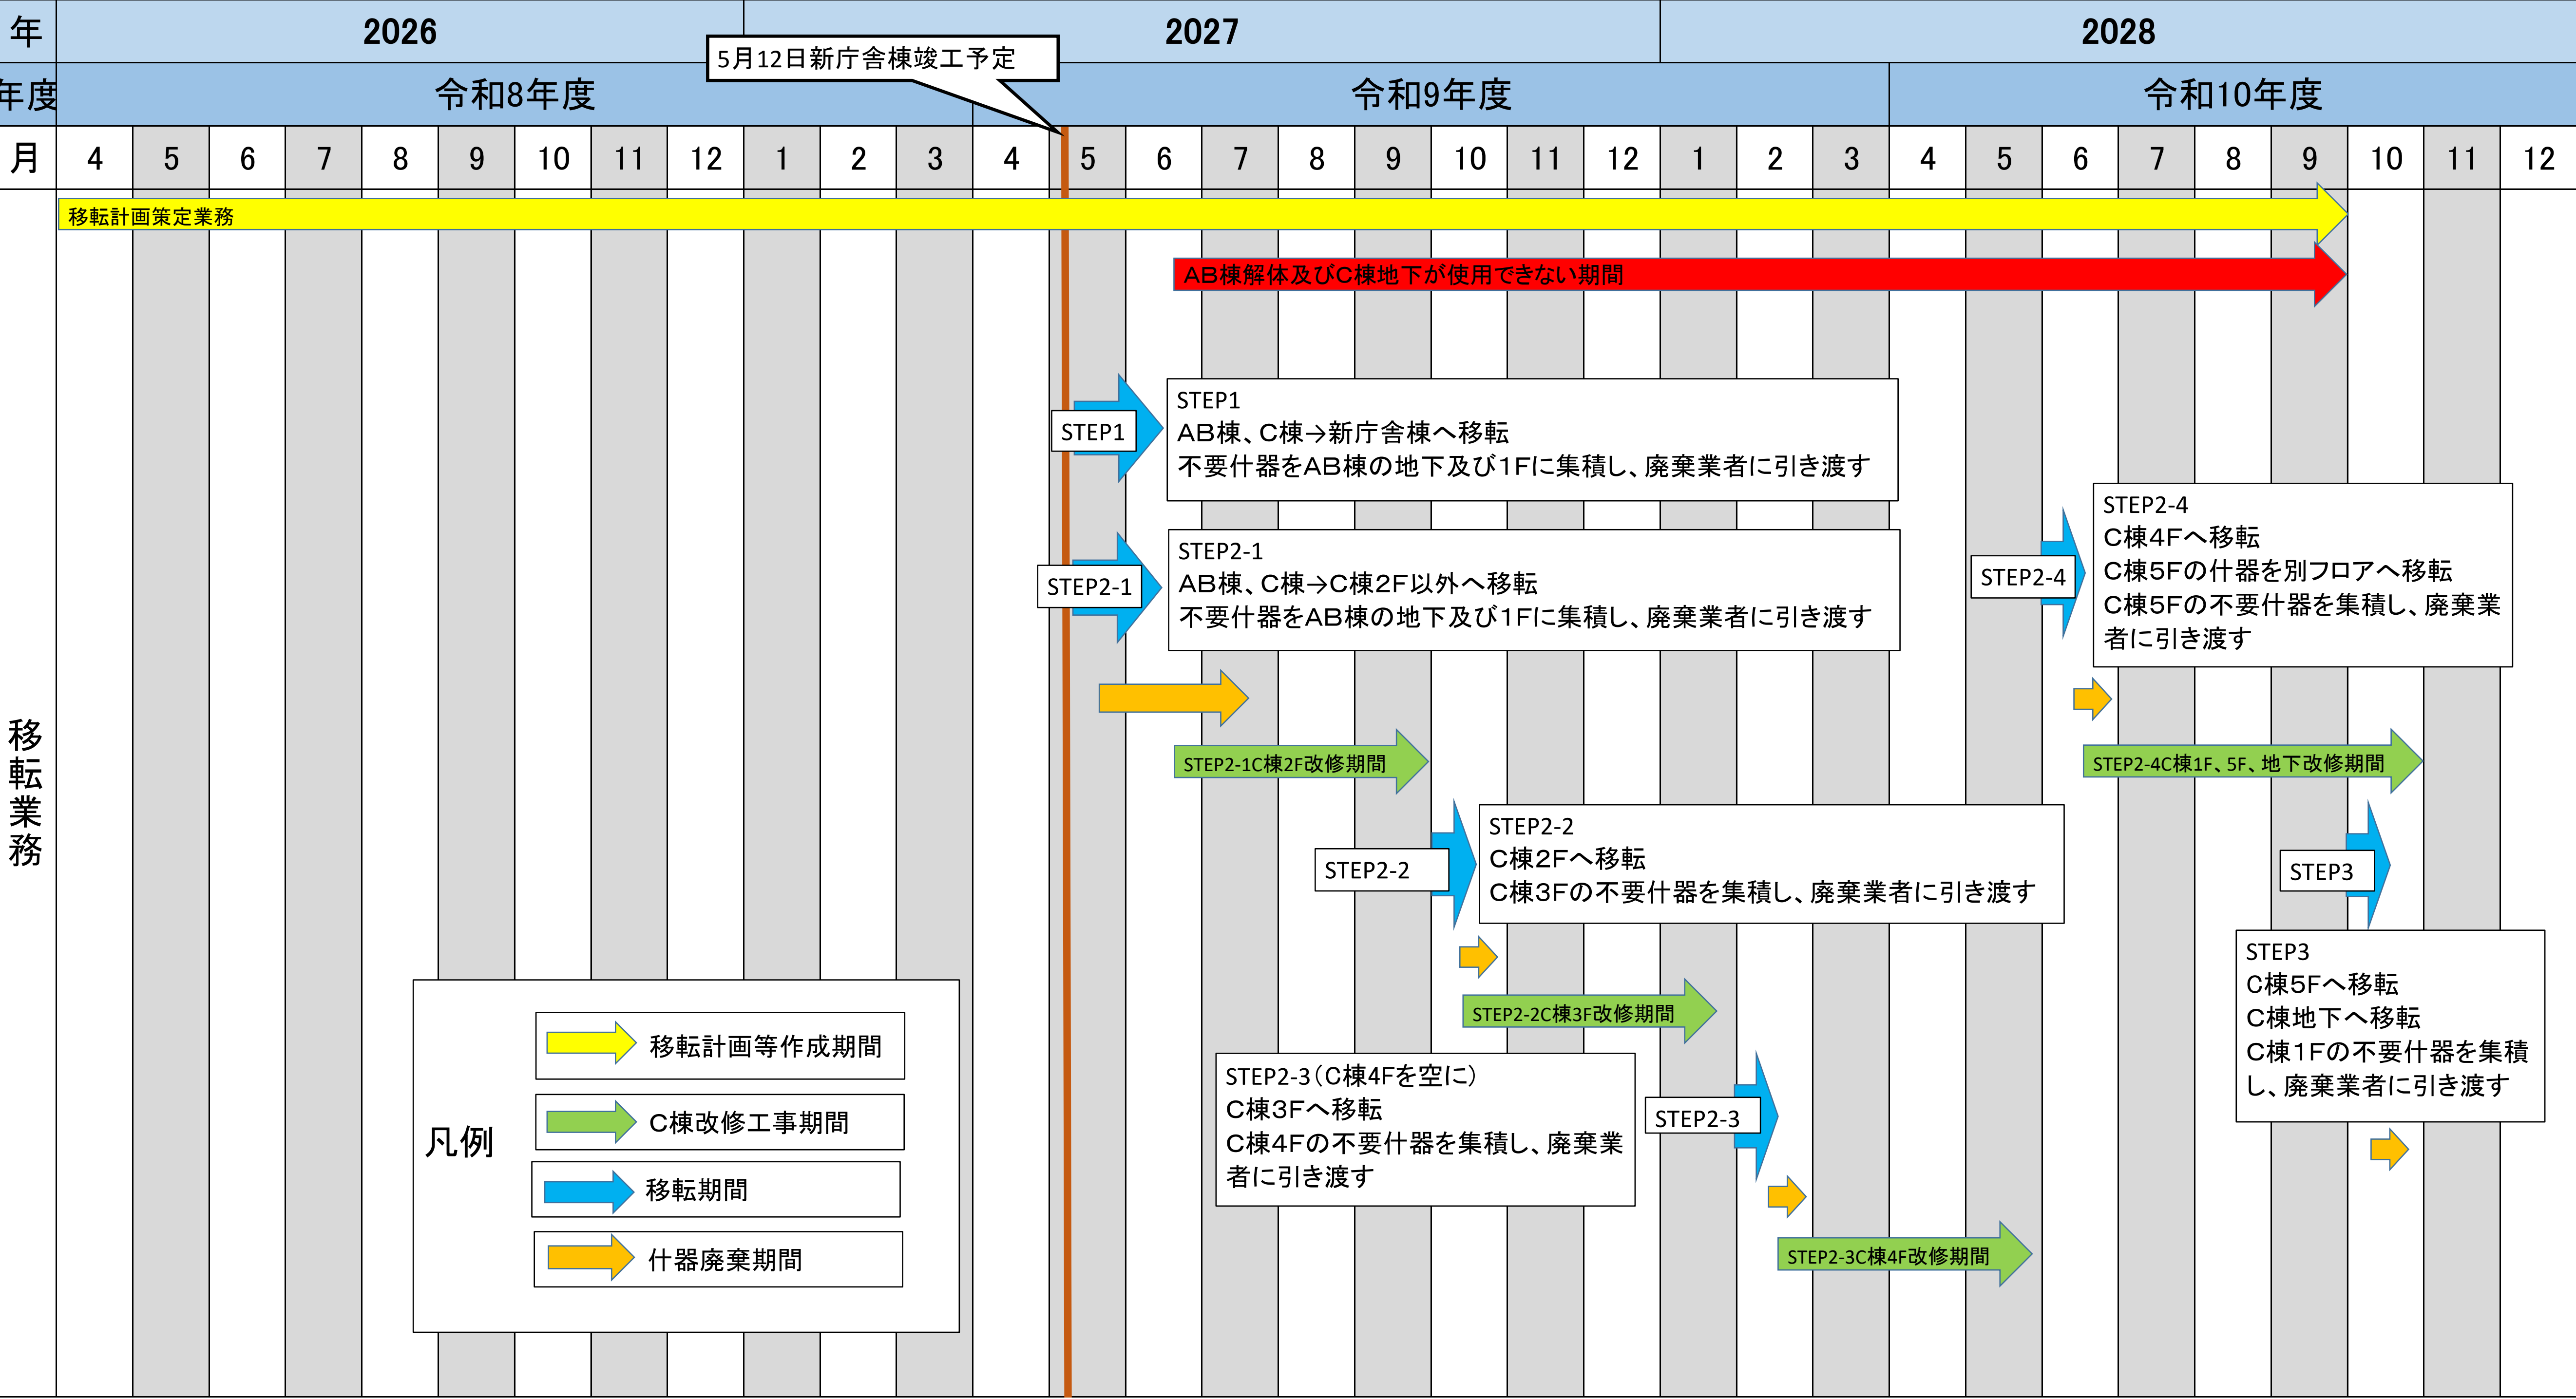 年 2026 2027 2028
5月12日新庁舎棟竣工予定
年度 令和8年度 令和9年度 令和10年度
月 4 5 6 7 8 9 10 11 12 1 2 3 4 5 6 7 8 9 10 11 12 1 2 3 4 5 6 7 8 9 10 11 12
移転業務
移転計画策定業務
AB棟解体及びC棟地下が使用できない期間
STEP1
STEP1
AB棟、C棟→新庁舎棟へ移転
不要什器をAB棟の地下及び1Fに集積し、廃棄業者に引き渡す
STEP2-1
STEP2-1
AB棟、C棟→C棟2F以外へ移転
不要什器をAB棟の地下及び1Fに集積し、廃棄業者に引き渡す
STEP2-4
STEP2-4
C棟4Fへ移転
C棟5Fの什器を別フロアへ移転
C棟5Fの不要什器を集積し、廃棄業
者に引き渡す
STEP2-1C棟2F改修期間
STEP2-4C棟1F、5F、地下改修期間
STEP2-2
STEP2-2
C棟2Fへ移転
C棟3Fの不要什器を集積し、廃棄業者に引き渡す
STEP3
STEP3
C棟5Fへ移転
C棟地下へ移転
C棟1Fの不要什器を集積
し、廃棄業者に引き渡す
STEP2-2C棟3F改修期間
STEP2-3（C棟4Fを空に）
C棟3Fへ移転
C棟4Fの不要什器を集積し、廃棄業
者に引き渡す
STEP2-3
STEP2-3C棟4F改修期間
凡例
移転計画等作成期間
C棟改修工事期間
移転期間
什器廃棄期間